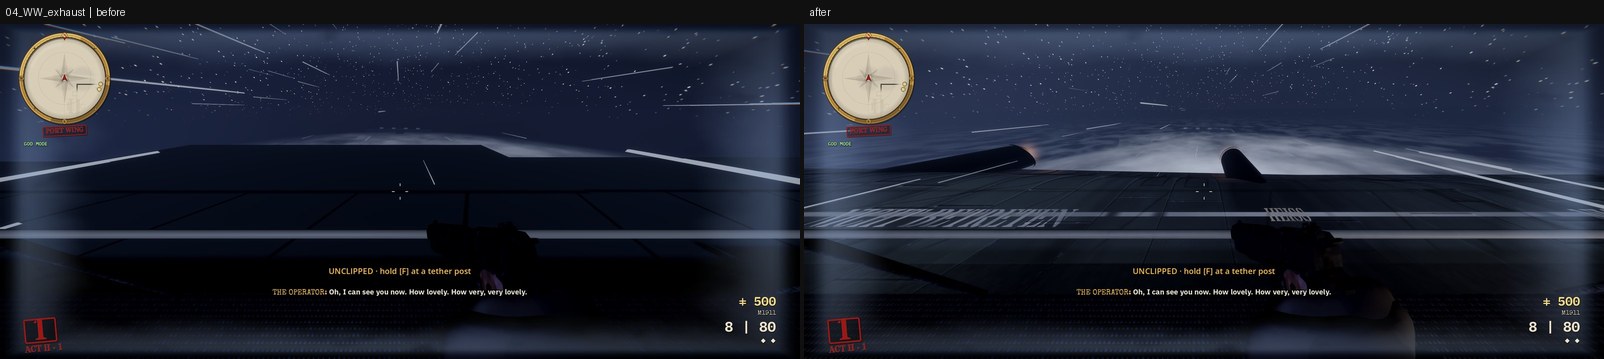 04_WW_exhaust | before
after
PORT WING
GOD MODE
UNCLIPPED · hold [F] at a tether post
THE OPERATOR: Oh, I can see you now. How lovely. How very, very lovely.
500
M1911
8 | 80
1
ACT II - 1
PORT WING
GOD MODE
HEISS
UNCLIPPED · hold [F] at a tether post
THE OPERATOR: Oh, I can see you now. How lovely. How very, very lovely.
500
M1911
8 | 80
1
ACT II - 1